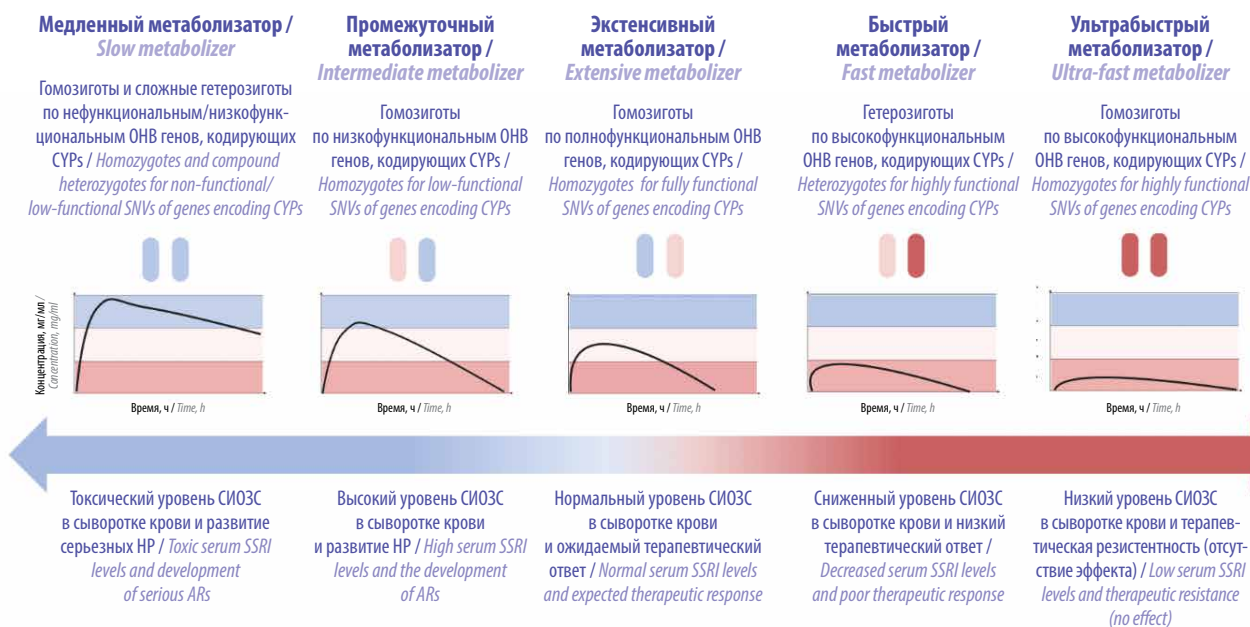 Медленный метаболизатор /
Slow metabolizer
Гомозиготы и сложные гетерозиготы
по нефункциональным/низкофунк-
циональным ОНВ генов, кодирующих
CYPs / Homozygotes and compound
heterozygotes for non-functional/
low-functional SNVs of genes encoding CYPs
Промежуточный
метаболизатор /
Intermediate metabolizer
Гомозиготы
по низкофункциональным ОНВ
генов, кодирующих CYPs /
Homozygotes for low-functional
SNVs of genes encoding CYPs
Экстенсивный
метаболизатор /
Extensive metabolizer
Гомозиготы
по полнофункциональным ОНВ
генов, кодирующих CYPs /
Homozygotes for fully functional
SNVs of genes encoding CYPs
Быстрый
метаболизатор /
Fast metabolizer
Гетерозиготы
по высокофункциональным
ОНВ генов, кодирующих CYPs /
Heterozygotes for highly functional
SNVs of genes encoding CYPs
Ультрабыстрый
метаболизатор /
Ultra-fast metabolizer
Гомозиготы
по высокофункциональным
ОНВ генов, кодирующих CYPs /
Homozygotes for highly functional
SNVs of genes encoding CYPs
Концентрация, мг/мл /
Concentration, mg/ml
Время, ч / Time, h
Время, ч / Time, h
Время, ч / Time, h
Время, ч / Time, h
Время, ч / Time, h
Токсический уровень СИОЗС
в сыворотке крови и развитие
серьезных НР / Toxic serum SSRI
levels and development
of serious ARs
Высокий уровень СИОЗС
в сыворотке крови
и развитие НР / High serum SSRI
levels and the development
of ARs
Нормальный уровень СИОЗС
в сыворотке крови
и ожидаемый терапевтический
ответ / Normal serum SSRI levels
and expected therapeutic response
Сниженный уровень СИОЗС
в сыворотке крови и низкий
терапевтический ответ /
Decreased serum SSRI levels
and poor therapeutic response
Низкий уровень СИОЗС
в сыворотке крови и терапев-
тическая резистентность (отсут-
ствие эффекта) / Low serum SSRI
levels and therapeutic resistance
(no effect)